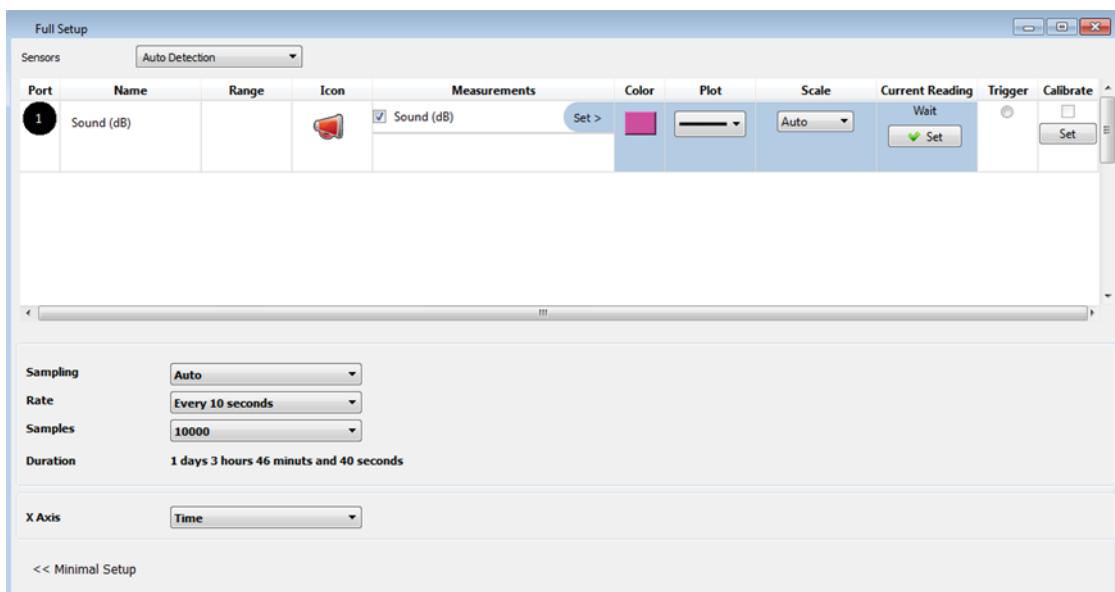 Full Setup
Sensors Auto Detection
Port Name Range Icon Measurements Color Plot Scale Current Reading Trigger Calibrate
1 Sound (dB) Sound (dB) Set > Auto Wait
Set Set
Sampling Auto
Rate Every 10 seconds
Samples 10000
Duration 1 days 3 hours 46 minuts and 40 seconds
X Axis Time
<< Minimal Setup